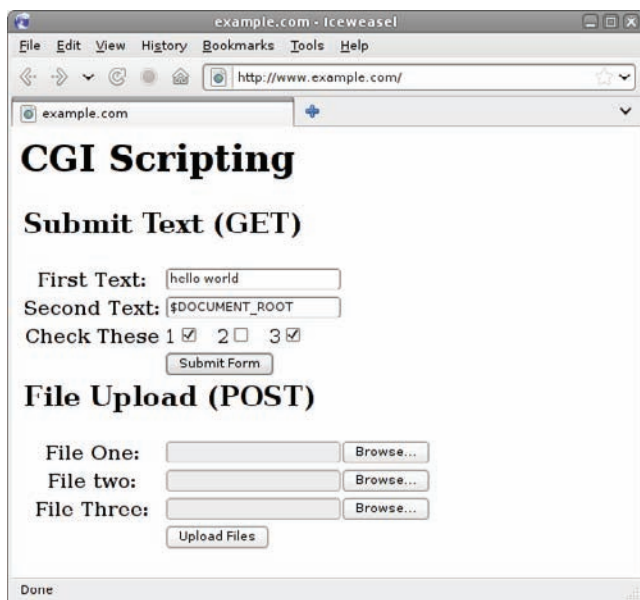 example.com - Iceweasel
File Edit View History Bookmarks Tools Help
http://www.example.com/
example.com
CGI Scripting
Submit Text (GET)
First Text: hello world
Second Text: $DOCUMENT_ROOT
Check These 1 2 3
Submit Form
File Upload (POST)
File One: Browse...
File two: Browse...
File Three: Browse...
Upload Files
Done